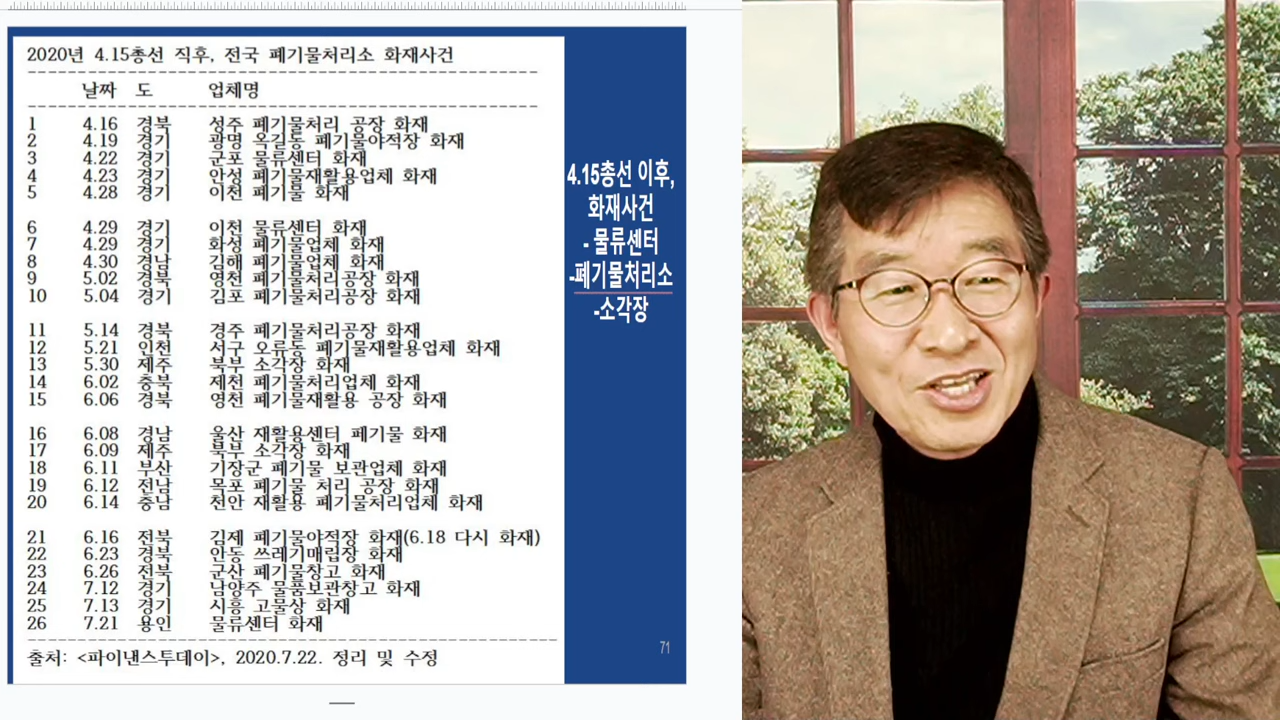 2020년 4.15총선 직후, 전국 폐기물처리소 화재사건
날짜 도 업체명
1 4.16 경북 성주 폐기물처리 공장 화재
2 4.19 경기 광명 옥길동 폐기물야적장 화재
3 4.22 경기 군포 물류센터 화재
4 4.23 경기 안성 폐기물재활용업체 화재
5 4.28 경기 이천 폐기물 화재
6 4.29 경기 이천 물류센터 화재
7 4.29 경기 화성 폐기물업체 화재
8 4.30 경남 김해 폐기물업체 화재
9 5.02 경북 영천 폐기물처리공장 화재
10 5.04 경기 김포 폐기물처리공장 화재
11 5.14 경북 경주 폐기물처리공장 화재
12 5.21 인천 서구 오류동 폐기물재활용업체 화재
13 5.30 제주 북부 소각장 화재
14 6.02 충북 제천 폐기물처리업체 화재
15 6.06 경북 영천 폐기물재활용 공장 화재
16 6.08 경남 울산 재활용센터 폐기물 화재
17 6.09 제주 북부 소각장 화재
18 6.11 부산 기장군 폐기물 보관업체 화재
19 6.12 전남 목포 폐기물 처리 공장 화재
20 6.14 충남 천안 재활용 폐기물처리업체 화재
21 6.16 전북 김제 폐기물야적장 화재(6.18 다시 화재)
22 6.23 경북 안동 쓰레기매립장 화재
23 6.26 전북 군산 폐기물창고 화재
24 7.12 경기 남양주 물품보관창고 화재
25 7.13 경기 시흥 고물상 화재
26 7.21 용인 물류센터 화재
출처: <파이낸스투데이>, 2020.7.22. 정리 및 수정
4.15총선 이후,
화재사건
- 물류센터
-폐기물처리소
-소각장
71